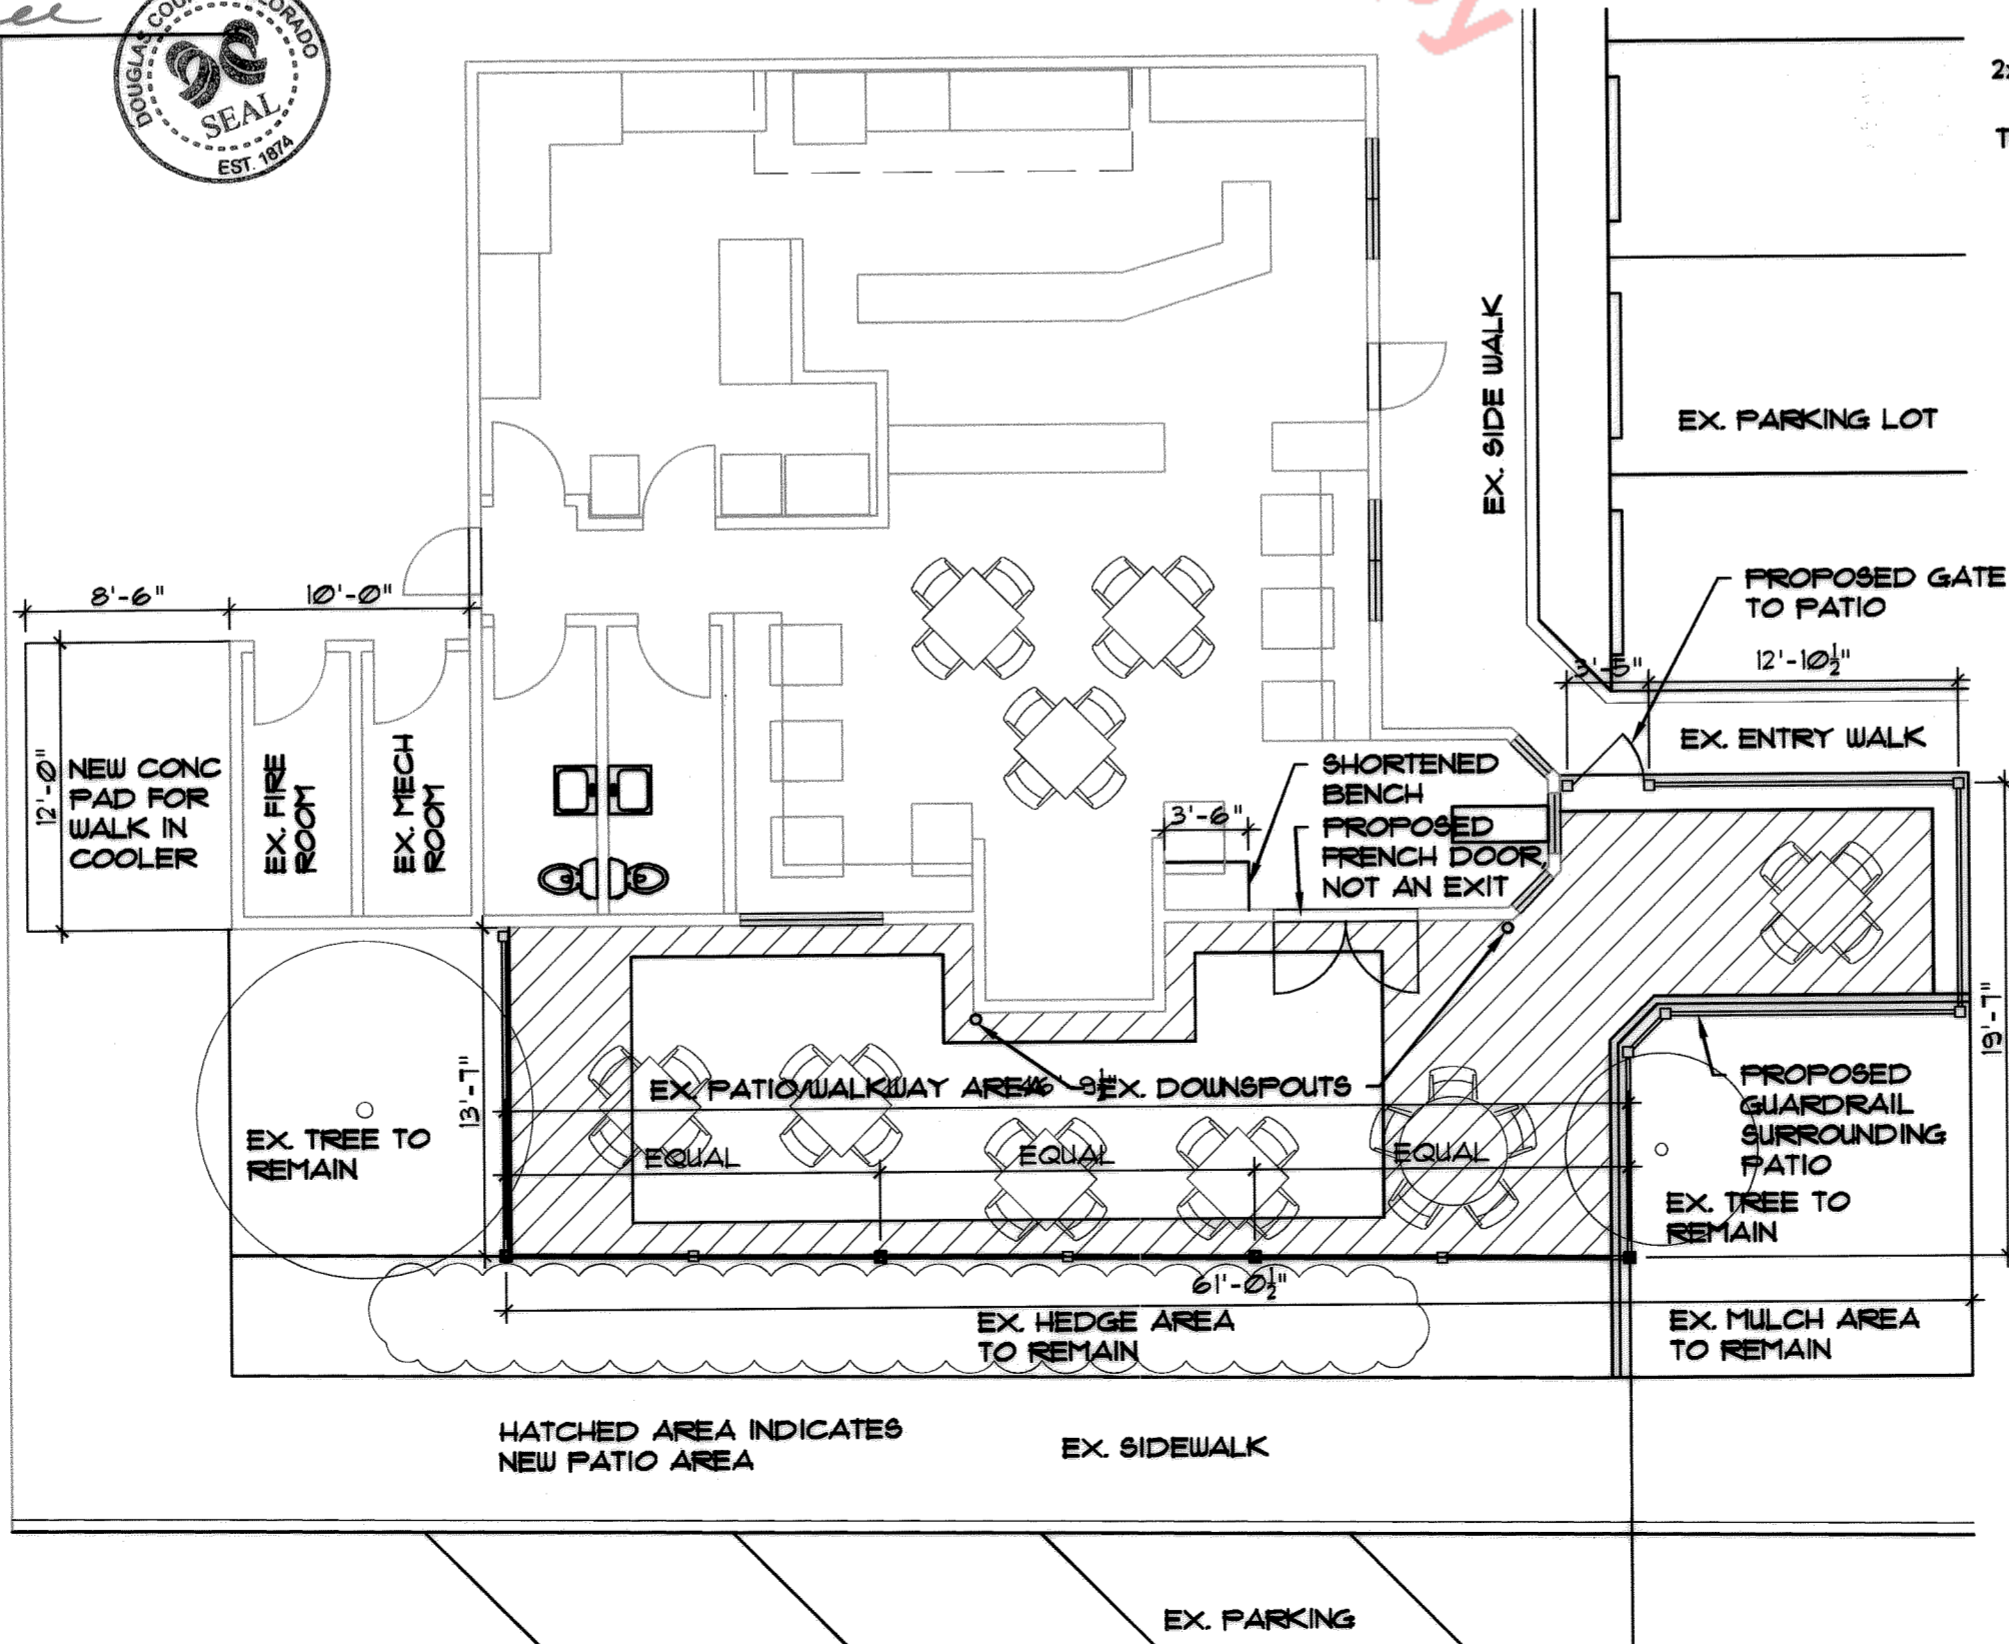 DOUGLAS COU
ORADO
SEAL
EST. 1874
EX. SIDE WALK
EX. PARKING LOT
PROPOSED GATE
TO PATIO
8'-6"
10'-0"
3'-5"
12'-10½"
12'-0"
NEW CONC
PAD FOR
WALK IN
COOLER
EX. FIRE
ROOM
EX. MECH
ROOM
EX. ENTRY WALK
SHORTENED
BENCH
3'-6"
PROPOSED
FRENCH DOOR,
NOT AN EXIT
13'-7"
19'-7"
EX. PATIO/WALKWAY AREA
EX. DOWNSPOUTS
EX. TREE TO
REMAIN
EQUAL
EQUAL
EQUAL
PROPOSED
GUARDRAIL
SURROUNDING
PATIO
EX. TREE TO
REMAIN
61'-0½"
EX. HEDGE AREA
TO REMAIN
EX. MULCH AREA
TO REMAIN
HATCHED AREA INDICATES
NEW PATIO AREA
EX. SIDEWALK
EX. PARKING